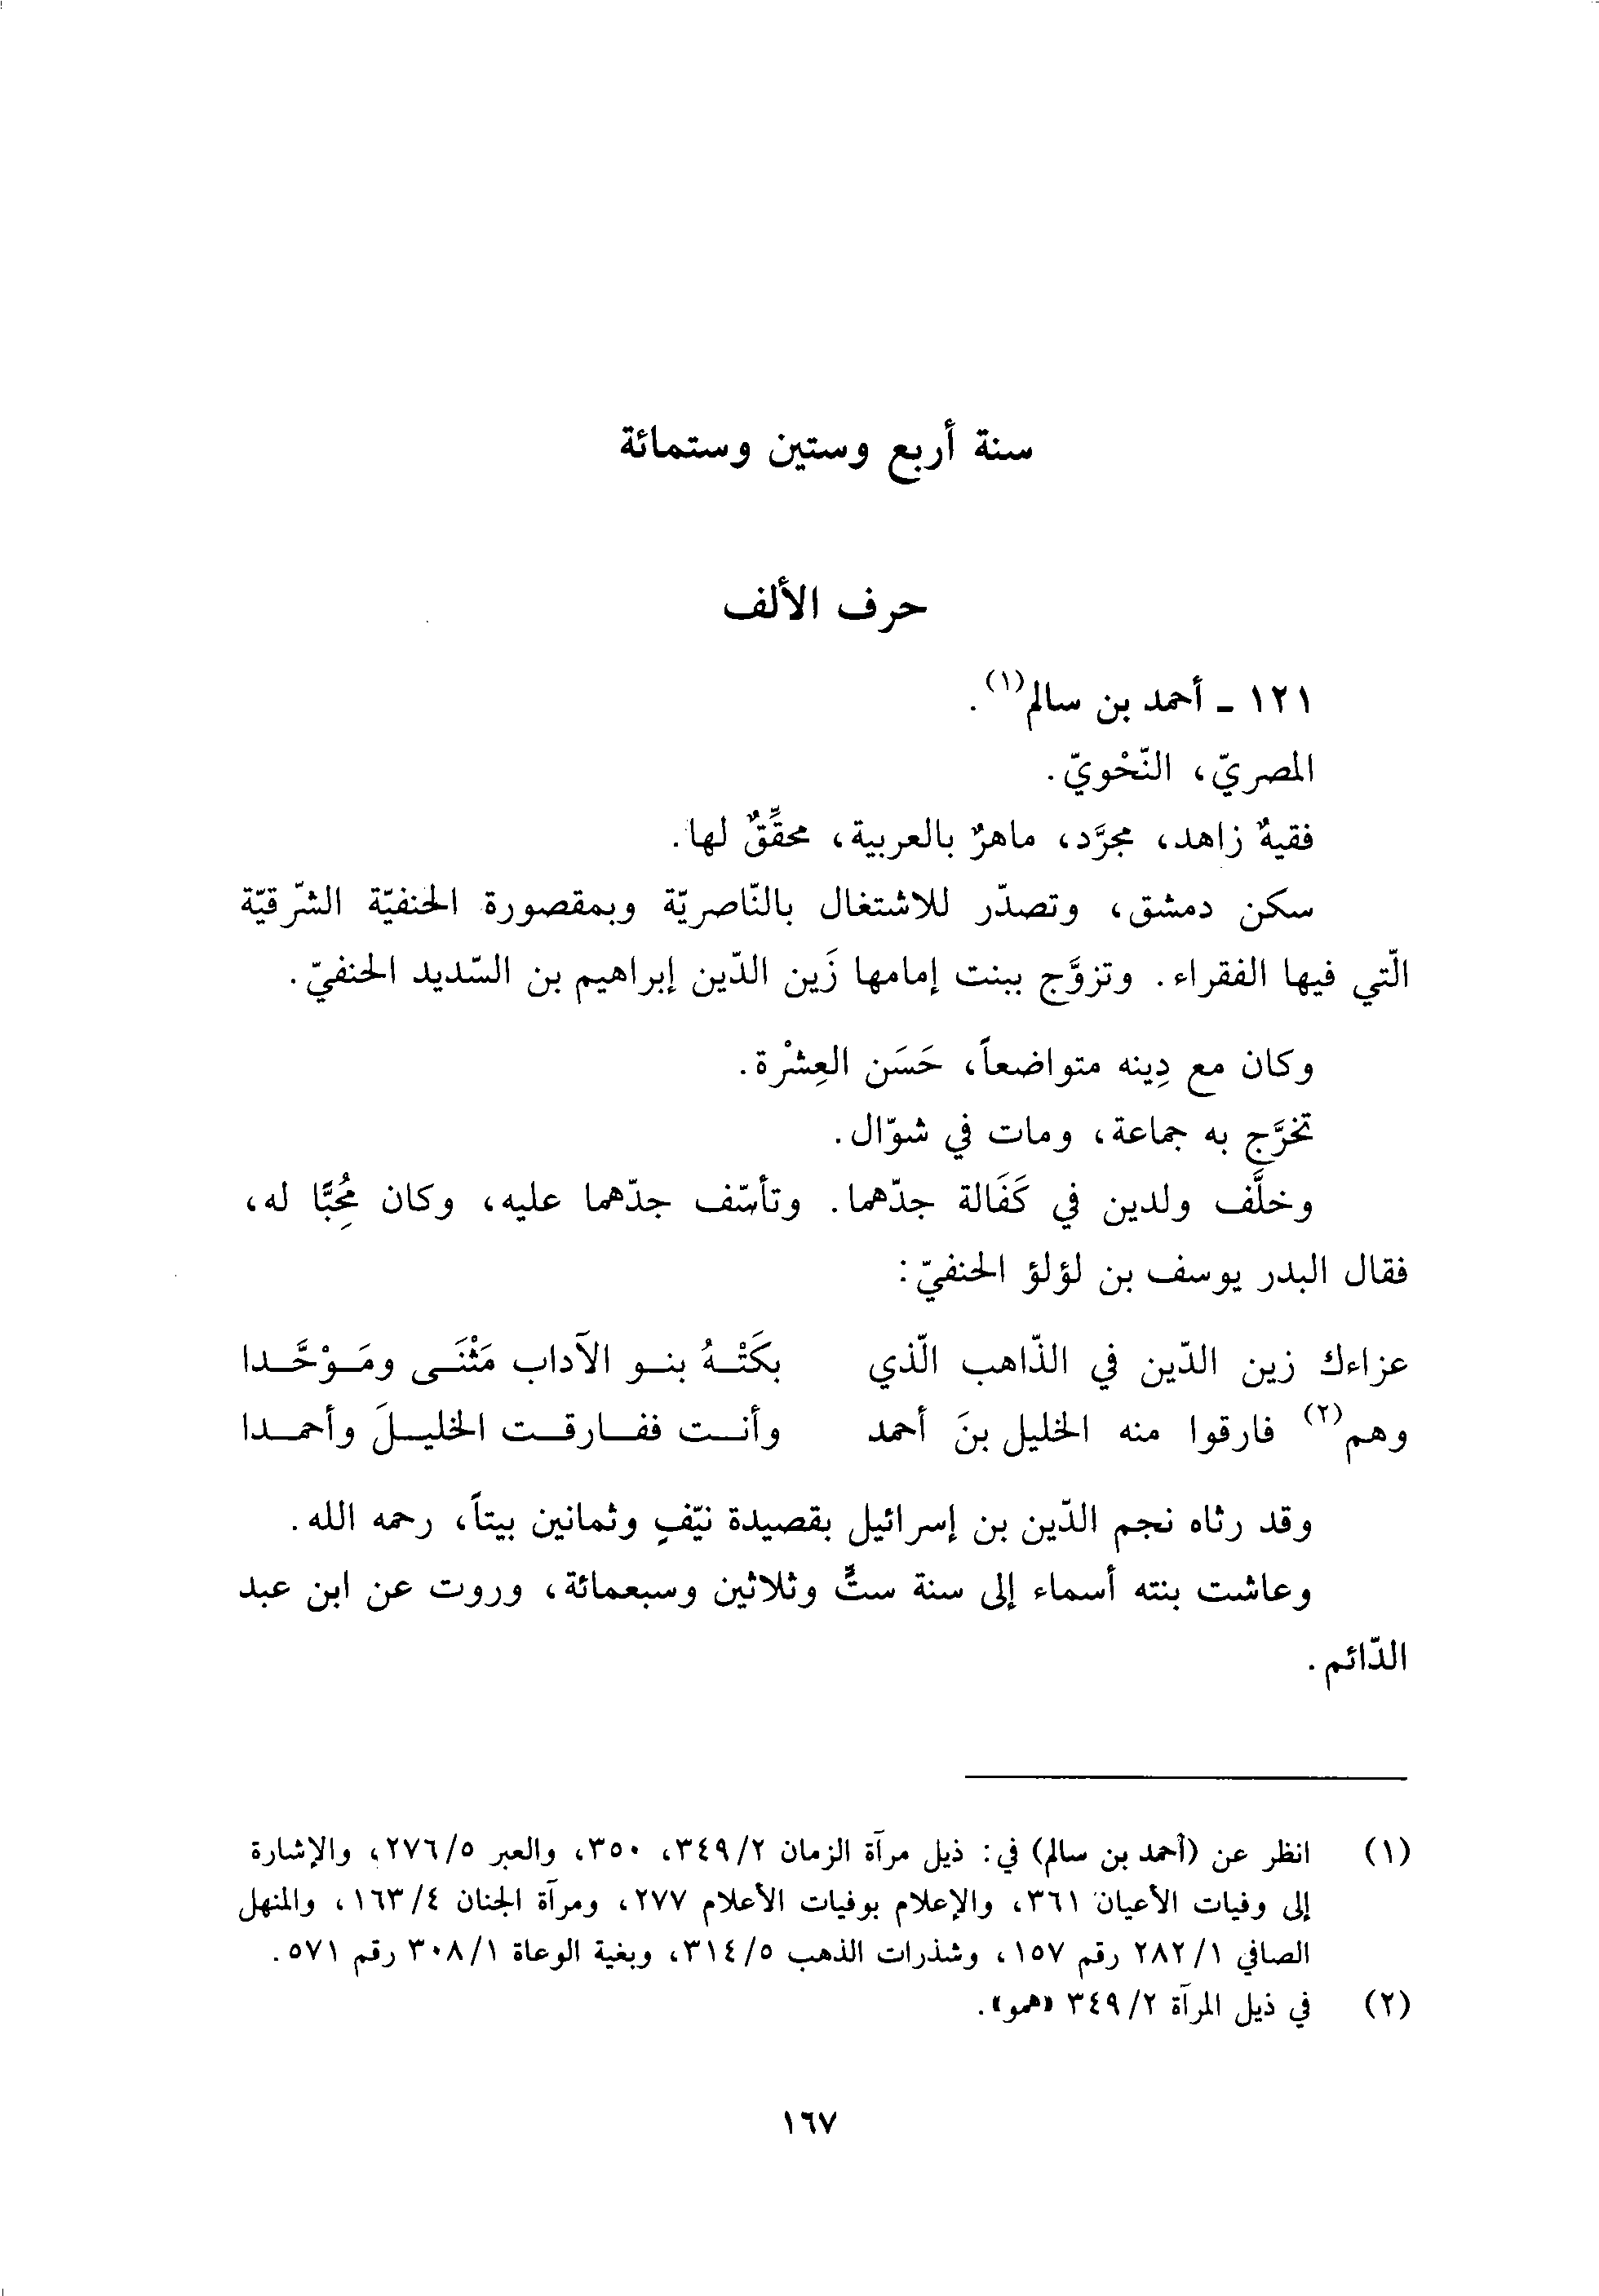 سنة أربع وستين وستمائة
حرف الألف
١٢١ - أحمد بن سالم(١).
المصريّ، النّحْويّ.
فقيهٌ زاهد، مجرَّد، ماهرٌ بالعربية، محقِّقٌ لها.
سكن دمشق، وتصدّر للاشتغال بالنّاصريّة وبمقصورة الحنفيّة الشّرقيّة
الّتي فيها الفقراء. وتزوَّج ببنت إمامها زَين الدّين إبراهيم بن السّديد الحنفيّ.
وكان مع دِينه متواضعاً، حَسَن العِشْرة.
تخرَّج به جماعة، ومات في شوّال.
وخلَّف ولدين في كَفَالة جدّهما. وتأسّف جدّهما عليه، وكان مُحِبًّا له،
فقال البدر يوسف بن لؤلؤ الحنفيّ:
عزاءك زين الدّين في الذّاهب الّذي بكَتْـهُ بنـو الآداب مَثْنَـى ومَـوْحَّـدا
وهم(٢) فارقوا منه الخليل بنَ أحمد وأنـت ففـارقـت الخليـلَ وأحمـدا
وقد رثاه نجم الدّين بن إسرائيل بقصيدة نيّفٍ وثمانين بيتاً، رحمه الله.
وعاشت بنته أسماء إلى سنة ستٍّ وثلاثين وسبعمائة، وروت عن ابن عبد
الدّائم.
(١) انظر عن (أحمد بن سالم) في: ذيل مرآة الزمان ٣٤٩/٢، ٣٥٠، والعبر ٢٧٦/٥، والإشارة
إلى وفيات الأعيان ٣٦١، والإعلام بوفيات الأعلام ٢٧٧، ومرآة الجنان ١٦٣/٤، والمنهل
الصافي ٢٨٢/١ رقم ١٥٧، وشذرات الذهب ٣١٤/٥، وبغية الوعاة ٣٠٨/١ رقم ٥٧١.
(٢) في ذيل المرآة ٣٤٩/٢ «همو».
١٦٧